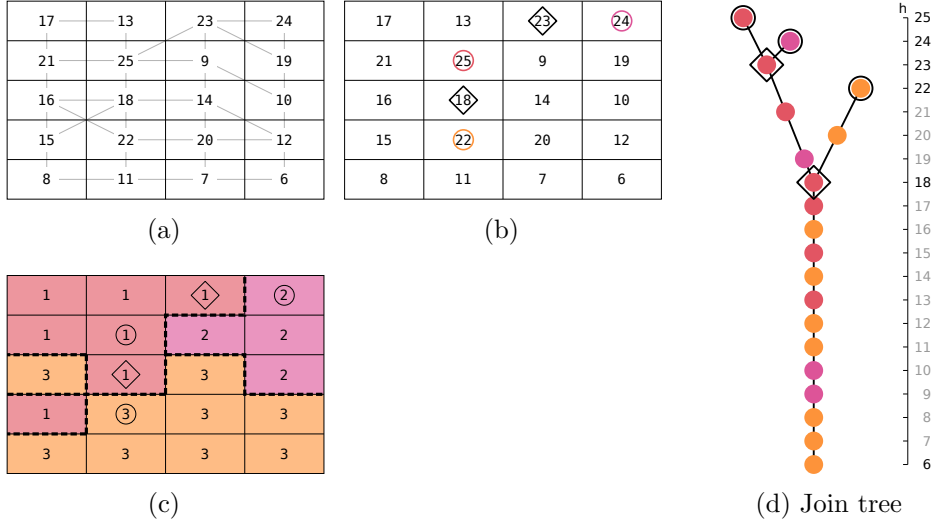 17 13 23 24
21 25 9 19
16 18 14 10
15 22 20 12
8 11 7 6
(a)
17 13 23 24
21 25 9 19
16 18 14 10
15 22 20 12
8 11 7 6
(b)
1 1 1 2
1 1 2 2
3 1 3 2
1 3 3 3
3 3 3 3
(c)
h
25
24
23
22
21
20
19
18
17
16
15
14
13
12
11
10
9
8
7
6
(d) Join tree